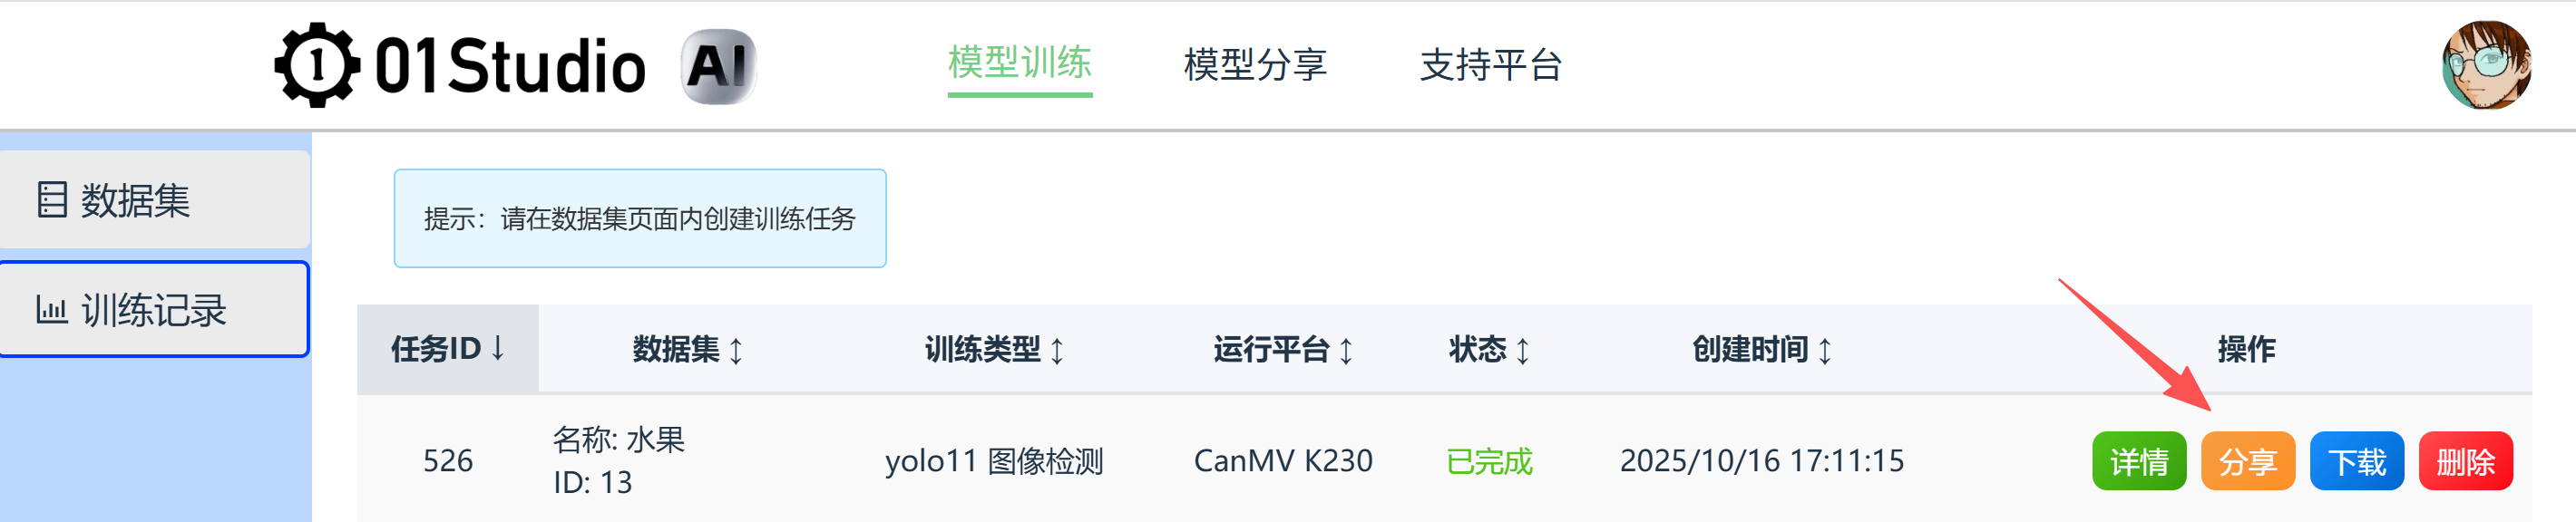 01Studio AI 模型训练 模型分享 支持平台
数据集
训练记录
提示：请在数据集页面内创建训练任务
任务ID↓ 数据集↕ 训练类型↕ 运行平台↕ 状态↕ 创建时间↕ 操作
526 名称: 水果
ID: 13 yolo11 图像检测 CanMV K230 已完成 2025/10/16 17:11:15 详情 分享 下载 删除